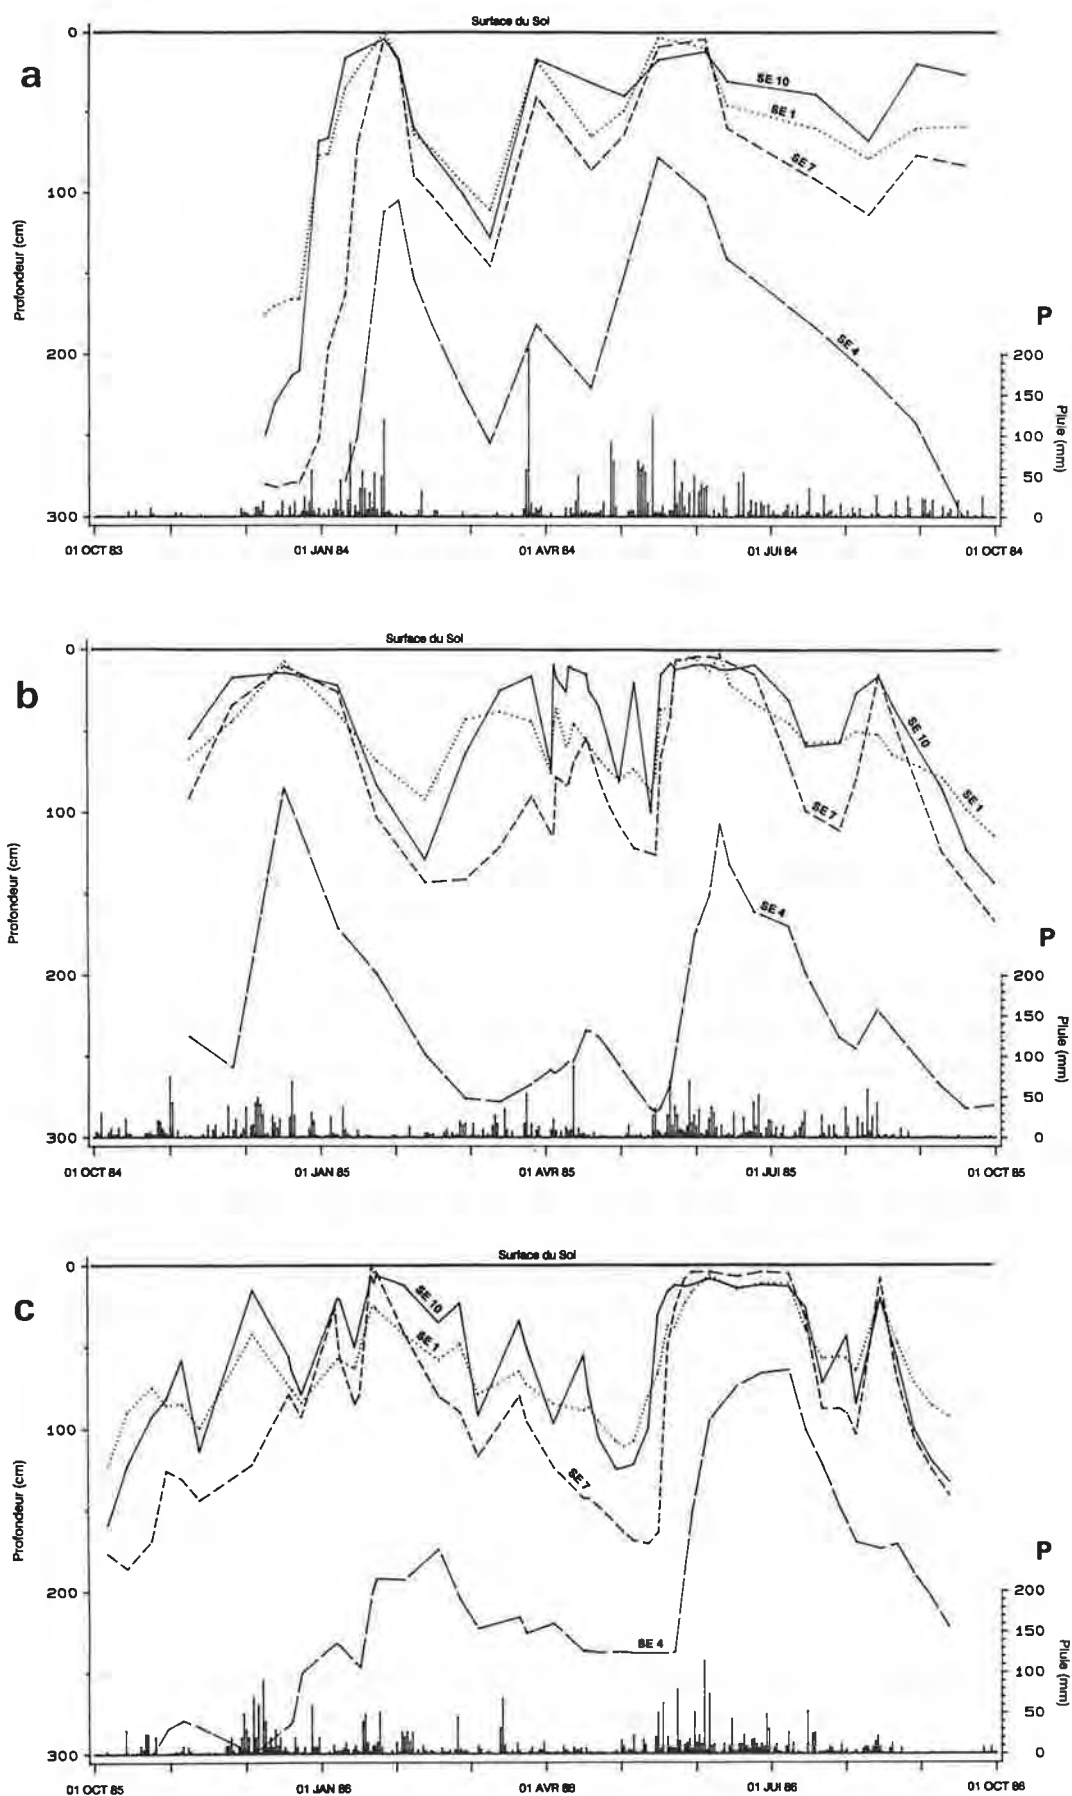 Surface du Sol
0
a
SE 10
SE 1
SE 7
100
Profondeur (cm)
SE 4
P
200
200
150
100
50
0
Pluie (mm)
300
01 OCT 83
01 JAN 84
01 AVR 84
01 JUI 84
01 OCT 84
Surface du Sol
0
b
SE 10
SE 1
SE 7
100
Profondeur (cm)
SE 4
P
200
200
150
100
50
0
Pluie (mm)
300
01 OCT 84
01 JAN 85
01 AVR 85
01 JUI 85
01 OCT 85
Surface du Sol
0
c
SE 10
SE 1
100
SE 7
Profondeur (cm)
P
200
SE 4
200
150
100
50
0
Pluie (mm)
300
01 OCT 85
01 JAN 86
01 AVR 86
01 JUI 86
01 OCT 86